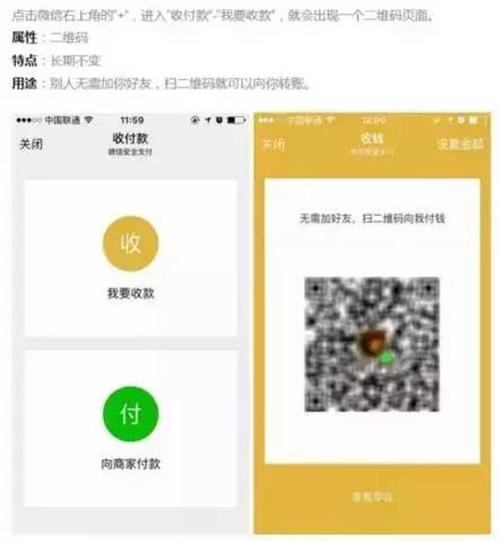 点击微信右上角的"+"，进入"收付款"-"我要收款"，就会出现一个二维码页面。
属性：二维码
特点：长期不变
用途：别人无需加你好友，扫二维码就可以向你转账。
中国联通 11:59
关闭
收付款
微信安全支付
收
我要收款
付
向商家付款
中国联通 12:00
关闭
收钱
微信安全支付
设置金额
无需加好友，扫二维码向我付钱